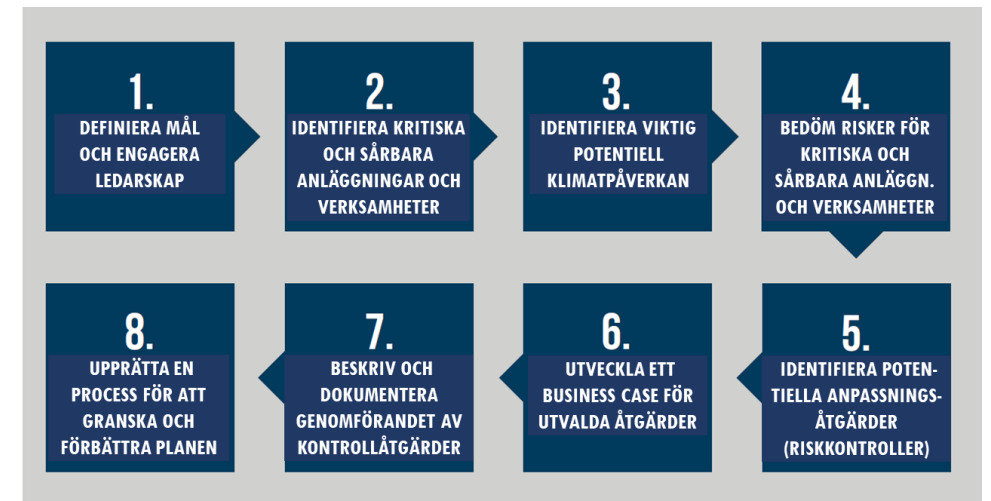 1.
DEFINIERA MÅL
OCH ENGAGERA
LEDARSKAP
2.
IDENTIFIERA KRITISKA
OCH SÅRBARA
ANLÄGGNINGAR OCH
VERKSAMHETER
3.
IDENTIFIERA VIKTIG
POTENTIELL
KLIMATPÅVERKAN
4.
BEDÖM RISKER FÖR
KRITISKA OCH
SÅRBARA ANLÄGGN.
OCH VERKSAMHETER
5.
IDENTIFIERA POTEN-
TIELLA ANPASSNINGS-
ÅTGÄRDER
(RISKKONTROLLER)
6.
UTVECKLA ETT
BUSINESS CASE FÖR
UTVALDA ÅTGÄRDER
7.
BESKRIV OCH
DOKUMENTERA
GENOMFÖRANDET AV
KONTROLLÅTGÄRDER
8.
UPPRÄTTA EN
PROCESS FÖR ATT
GRANSKA OCH
FÖRBÄTTRA PLANEN